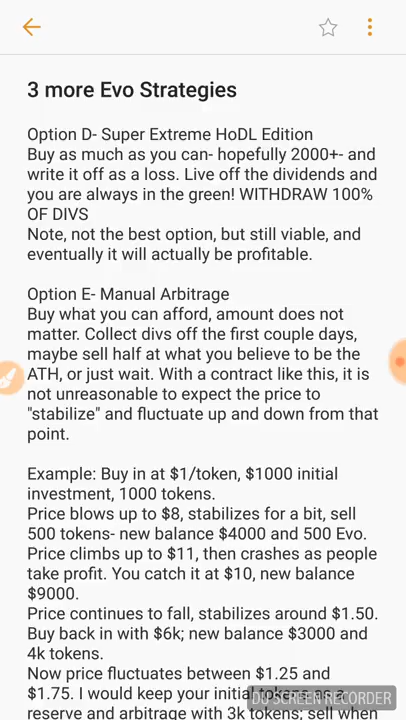 3 more Evo Strategies
Option D- Super Extreme HoDL Edition
Buy as much as you can- hopefully 2000+- and
write it off as a loss. Live off the dividends and
you are always in the green! WITHDRAW 100%
OF DIVS
Note, not the best option, but still viable, and
eventually it will actually be profitable.
Option E- Manual Arbitrage
Buy what you can afford, amount does not
matter. Collect divs off the first couple days,
maybe sell half at what you believe to be the
ATH, or just wait. With a contract like this, it is
not unreasonable to expect the price to
"stabilize" and fluctuate up and down from that
point.
Example: Buy in at $1/token, $1000 initial
investment, 1000 tokens.
Price blows up to $8, stabilizes for a bit, sell
500 tokens- new balance $4000 and 500 Evo.
Price climbs up to $11, then crashes as people
take profit. You catch it at $10, new balance
$9000.
Price continues to fall, stabilizes around $1.50.
Buy back in with $6k; new balance $3000 and
4k tokens.
Now price fluctuates between $1.25 and
$1.75. I would keep your initial tokens as a
reserve and arbitrage with 3k tokens; sell when
DU SCREEN RECORDER